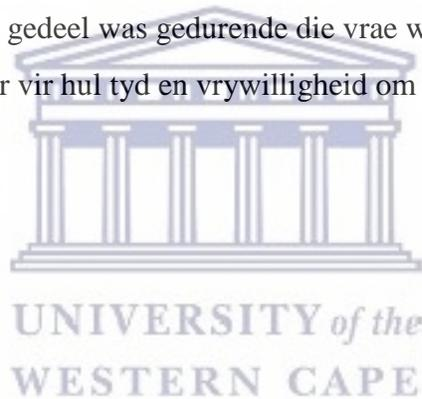 gedeel was gedurende die vrae w
r vir hul tyd en vrywilligheid om
UNIVERSITY of the
WESTERN CAPE